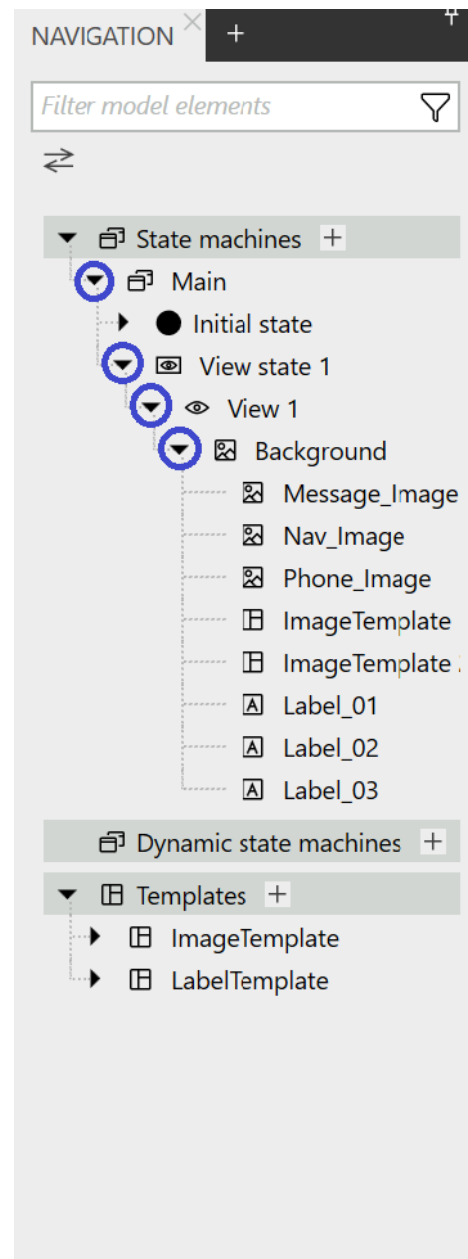 NAVIGATION
Filter model elements
State machines
Main
Initial state
View state 1
View 1
Background
Message_Image
Nav_Image
Phone_Image
ImageTemplate
ImageTemplate
Label_01
Label_02
Label_03
Dynamic state machines
Templates
ImageTemplate
LabelTemplate